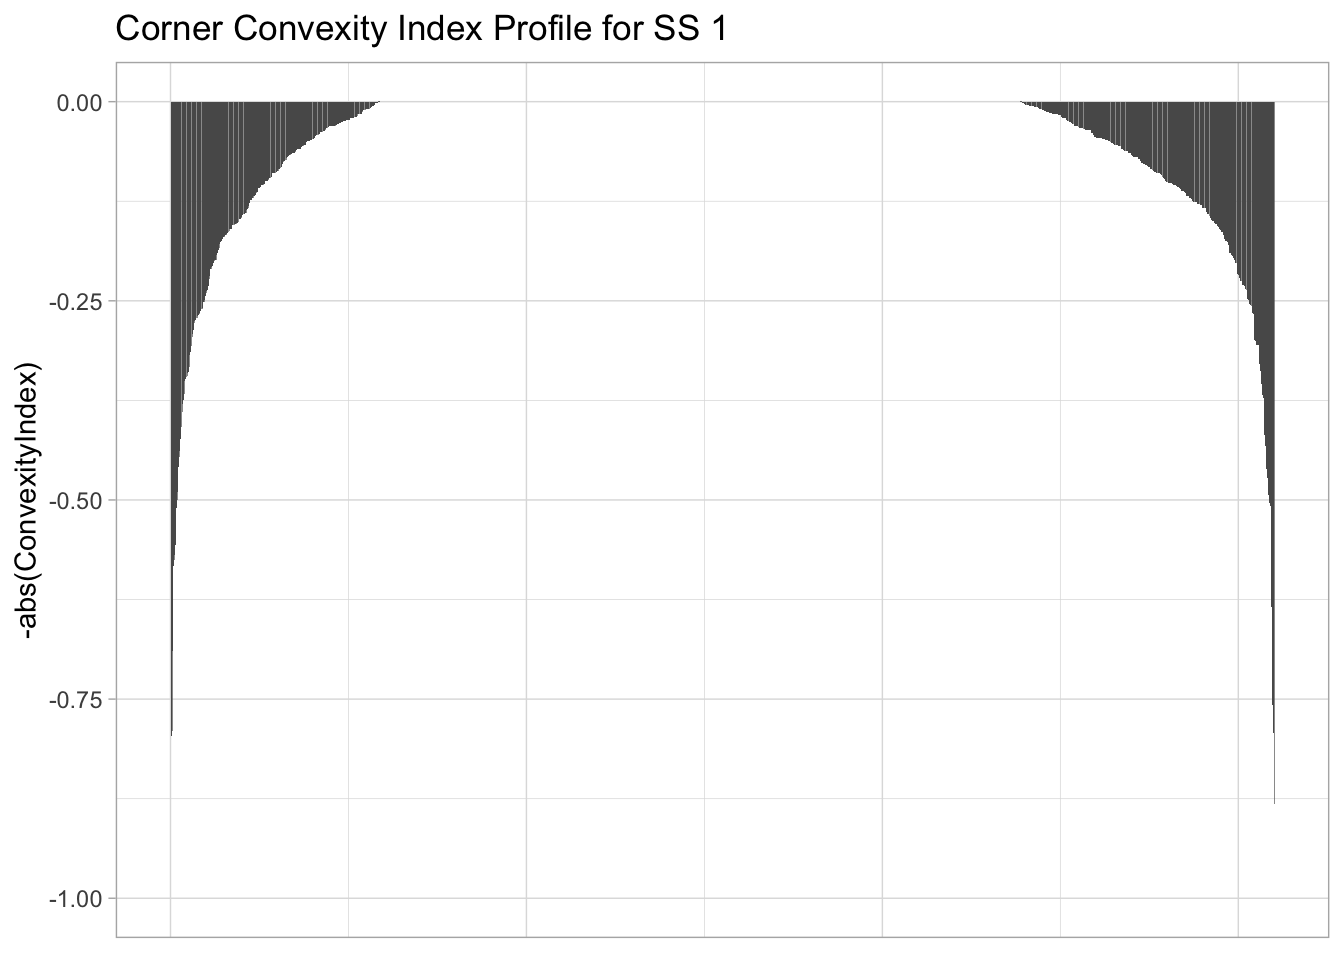 Corner Convexity Index Profile for SS 1
-abs(ConvexityIndex)
0.00
-0.25
-0.50
-0.75
-1.00